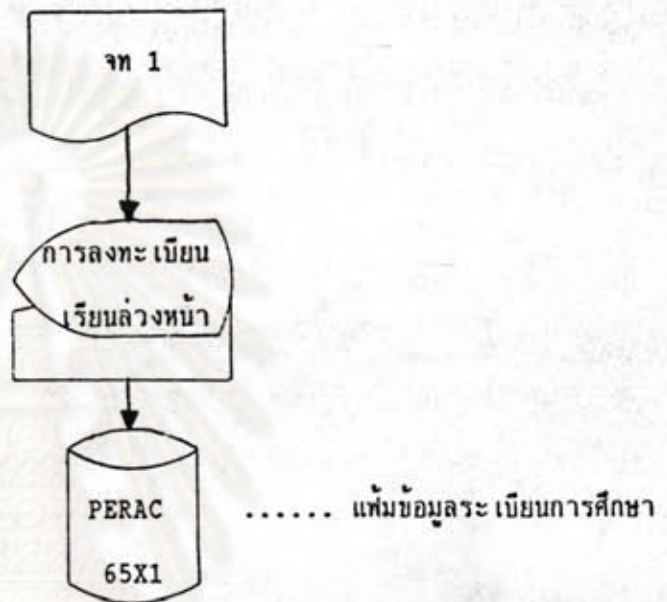 จท 1
การลงทะเบียน
เรียนล่วงหน้า
PERAC
65X1
...... แฟ้มข้อมูลระเบียนการศึกษา